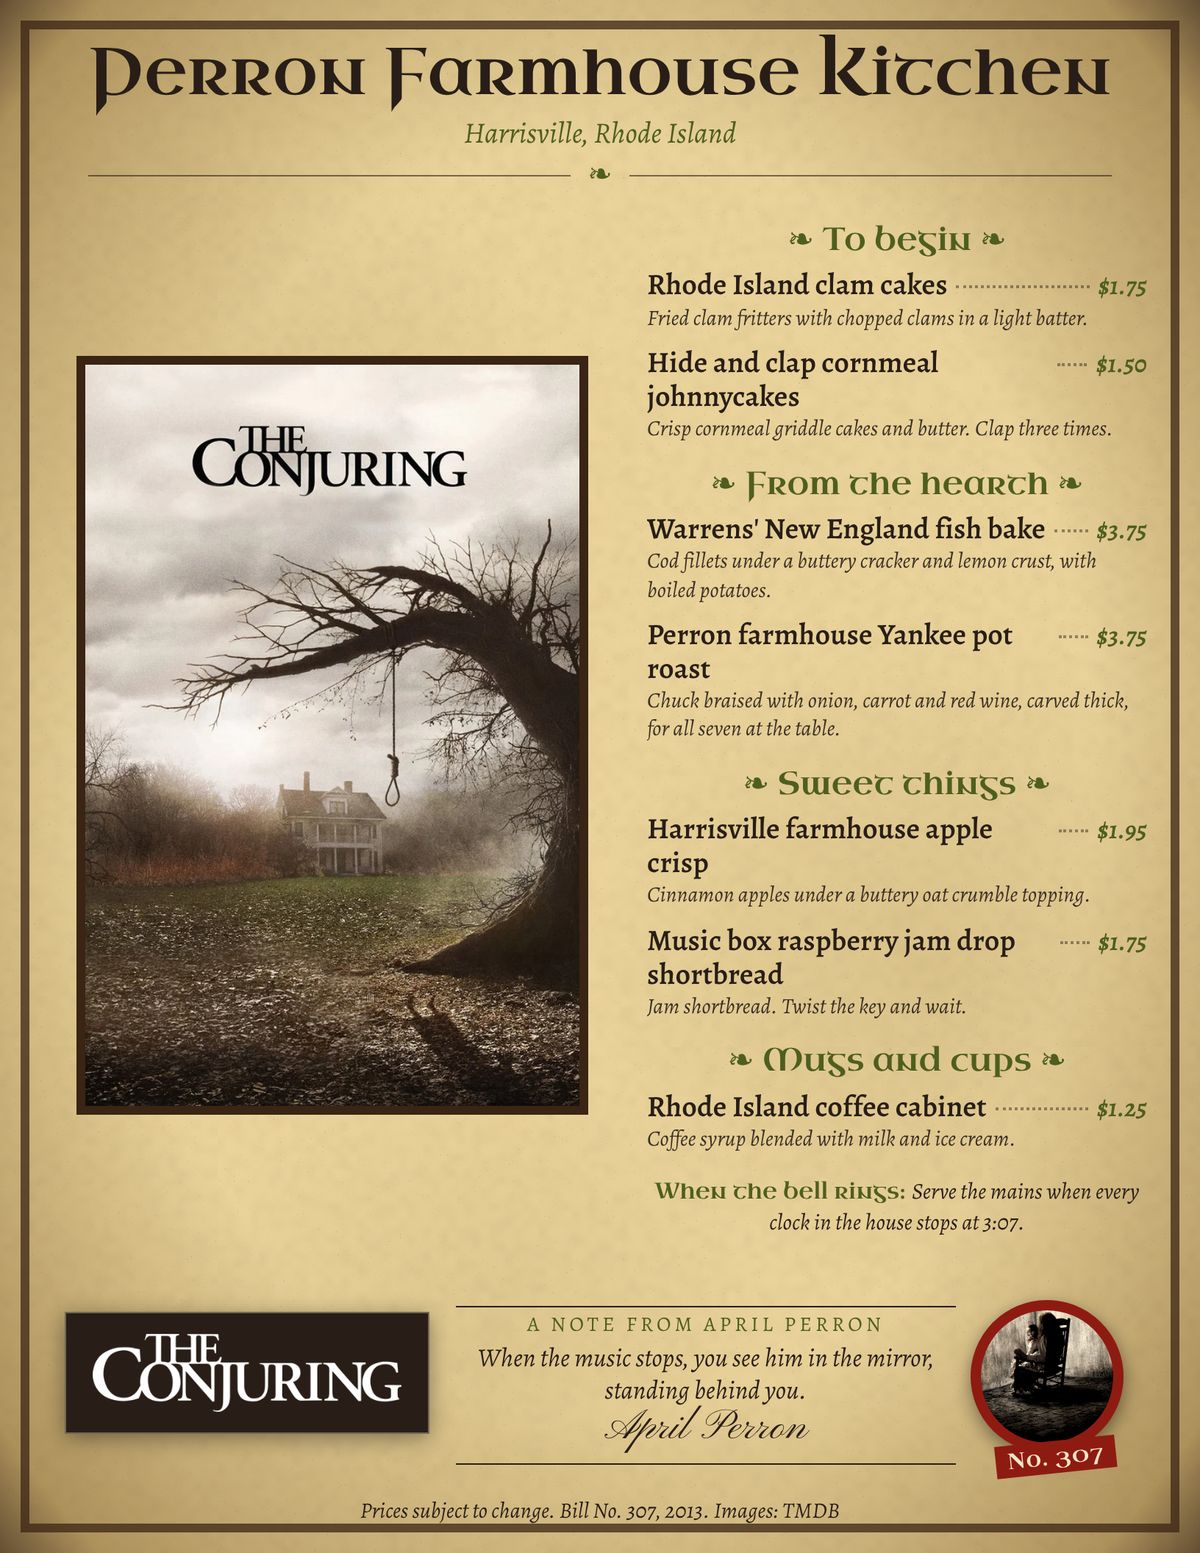 Perron Farmhouse Kitchen
Harrisville, Rhode Island
❧
❧ To begin ❧
Rhode Island clam cakes $1.75
Fried clam fritters with chopped clams in a light batter.
Hide and clap cornmeal $1.50
johnnycakes
Crisp cornmeal griddle cakes and butter. Clap three times.
❧ From the hearth ❧
Warrens' New England fish bake $3.75
Cod fillets under a buttery cracker and lemon crust, with
boiled potatoes.
Perron farmhouse Yankee pot $3.75
roast
Chuck braised with onion, carrot and red wine, carved thick,
for all seven at the table.
❧ Sweet things ❧
Harrisville farmhouse apple $1.95
crisp
Cinnamon apples under a buttery oat crumble topping.
Music box raspberry jam drop $1.75
shortbread
Jam shortbread. Twist the key and wait.
❧ Mugs and cups ❧
Rhode Island coffee cabinet $1.25
Coffee syrup blended with milk and ice cream.
When the bell rings: Serve the mains when every
clock in the house stops at 3:07.
THE
CONJURING
THE
CONJURING
A NOTE FROM APRIL PERRON
When the music stops, you see him in the mirror,
standing behind you.
April Perron
No. 307
Prices subject to change. Bill No. 307, 2013. Images: TMDB